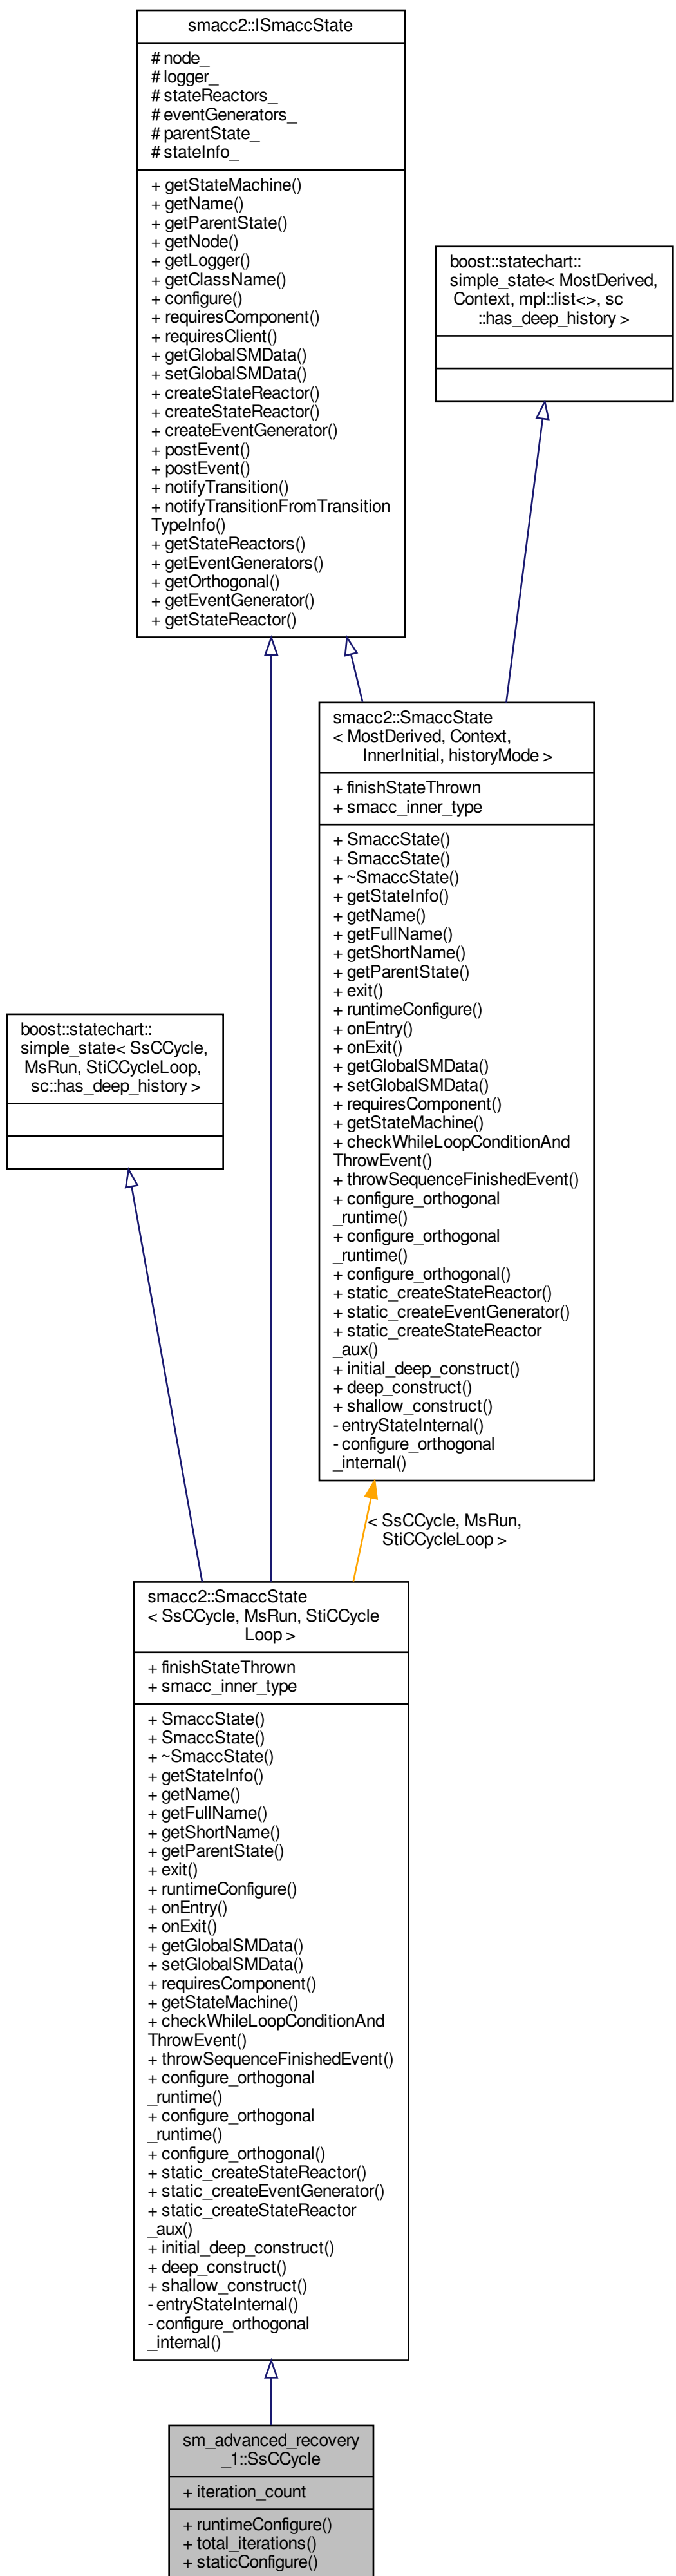 smacc2::ISmaccState
# node_
# logger_
# stateReactors_
# eventGenerators_
# parentState_
# stateInfo_
+ getStateMachine()
+ getName()
+ getParentState()
+ getNode()
+ getLogger()
+ getClassName()
+ configure()
+ requiresComponent()
+ requiresClient()
+ getGlobalSMData()
+ setGlobalSMData()
+ createStateReactor()
+ createStateReactor()
+ createEventGenerator()
+ postEvent()
+ postEvent()
+ notifyTransition()
+ notifyTransitionFromTransition
TypeInfo()
+ getStateReactors()
+ getEventGenerators()
+ getOrthogonal()
+ getEventGenerator()
+ getStateReactor()
boost::statechart::
simple_state< MostDerived,
Context, mpl::list<>, sc
::has_deep_history >
smacc2::SmaccState
< MostDerived, Context,
InnerInitial, historyMode >
+ finishStateThrown
+ smacc_inner_type
+ SmaccState()
+ SmaccState()
+ ~SmaccState()
+ getStateInfo()
+ getName()
+ getFullName()
+ getShortName()
+ getParentState()
+ exit()
+ runtimeConfigure()
+ onEntry()
+ onExit()
+ getGlobalSMData()
+ setGlobalSMData()
+ requiresComponent()
+ getStateMachine()
+ checkWhileLoopConditionAnd
ThrowEvent()
+ throwSequenceFinishedEvent()
+ configure_orthogonal
_runtime()
+ configure_orthogonal
_runtime()
+ configure_orthogonal()
+ static_createStateReactor()
+ static_createEventGenerator()
+ static_createStateReactor
_aux()
+ initial_deep_construct()
+ deep_construct()
+ shallow_construct()
- entryStateInternal()
- configure_orthogonal
_internal()
boost::statechart::
simple_state< SsCCycle,
MsRun, StiCCycleLoop,
sc::has_deep_history >
< SsCCycle, MsRun,
StiCCycleLoop >
smacc2::SmaccState
< SsCCycle, MsRun, StiCCycle
Loop >
+ finishStateThrown
+ smacc_inner_type
+ SmaccState()
+ SmaccState()
+ ~SmaccState()
+ getStateInfo()
+ getName()
+ getFullName()
+ getShortName()
+ getParentState()
+ exit()
+ runtimeConfigure()
+ onEntry()
+ onExit()
+ getGlobalSMData()
+ setGlobalSMData()
+ requiresComponent()
+ getStateMachine()
+ checkWhileLoopConditionAnd
ThrowEvent()
+ throwSequenceFinishedEvent()
+ configure_orthogonal
_runtime()
+ configure_orthogonal
_runtime()
+ configure_orthogonal()
+ static_createStateReactor()
+ static_createEventGenerator()
+ static_createStateReactor
_aux()
+ initial_deep_construct()
+ deep_construct()
+ shallow_construct()
- entryStateInternal()
- configure_orthogonal
_internal()
sm_advanced_recovery
_1::SsCCycle
+ iteration_count
+ runtimeConfigure()
+ total_iterations()
+ staticConfigure()